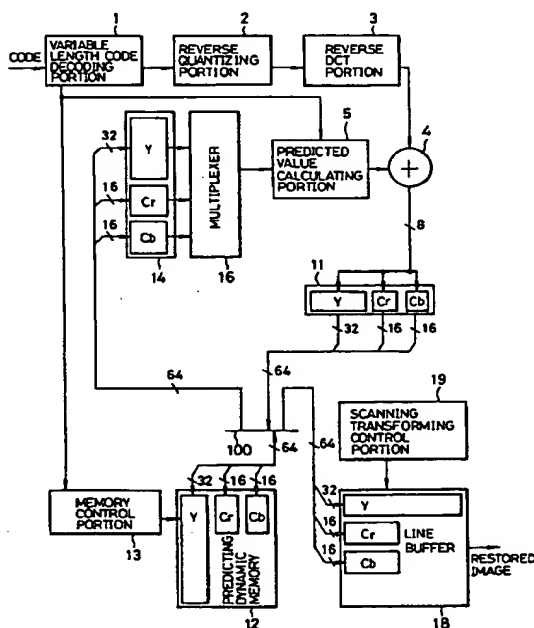 1
2
3
CODE
VARIABLE
LENGTH CODE
DECODING
PORTION
REVERSE
QUANTIZING
PORTION
REVERSE
DCT
PORTION
5
4
32
Y
16
Cr
16
Cb
14
MULTIPLEXER
16
PREDICTED
VALUE
CALCULATING
PORTION
+
8
11
Y
Cr
Cb
32
16
16
64
64
100
64
64
19
SCANNING
TRANSFORMING
CONTROL
PORTION
MEMORY
CONTROL
PORTION
13
32
16
16
Y
Cr
Cb
PREDICTING
DYNAMIC
MEMORY
12
32
Y
16
Cr
LINE
BUFFER
16
Cb
RESTORED
IMAGE
18